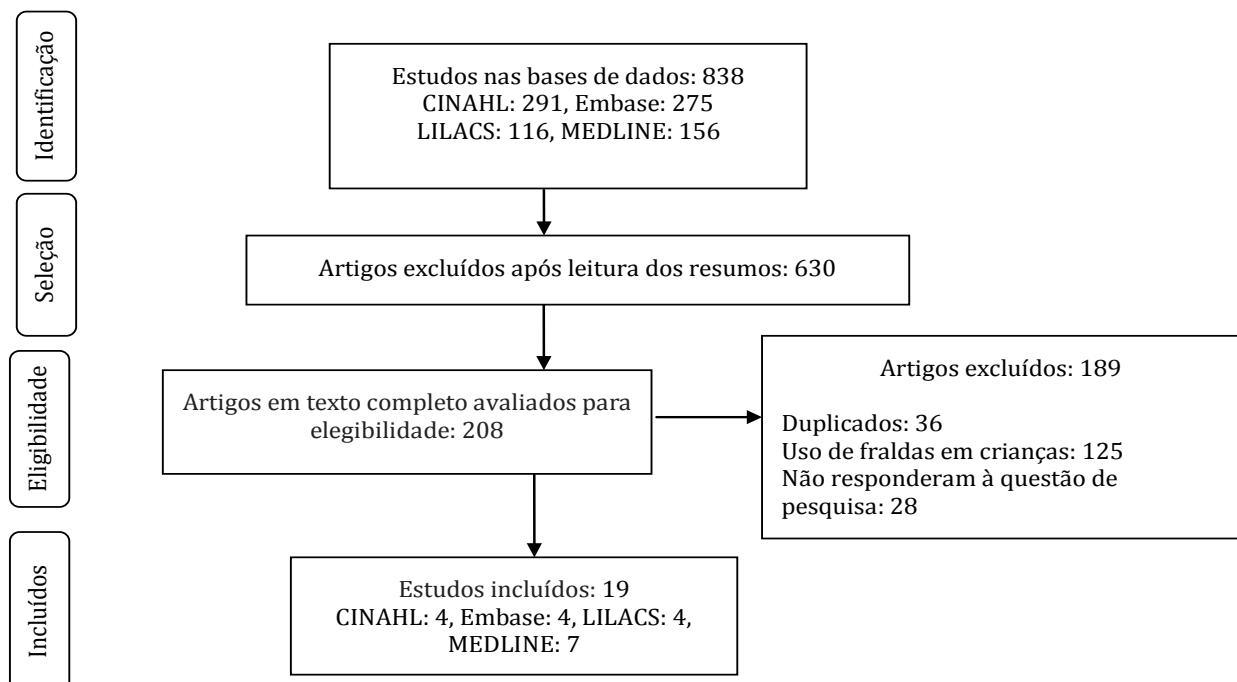 Identificação
Estudos nas bases de dados: 838
CINAHL: 291, Embase: 275
LILACS: 116, MEDLINE: 156
Seleção
Artigos excluídos após leitura dos resumos: 630
Eligibilidade
Artigos em texto completo avaliados para
elegibilidade: 208
Artigos excluídos: 189
Duplicados: 36
Uso de fraldas em crianças: 125
Não responderam à questão de
pesquisa: 28
Incluídos
Estudos incluídos: 19
CINAHL: 4, Embase: 4, LILACS: 4,
MEDLINE: 7